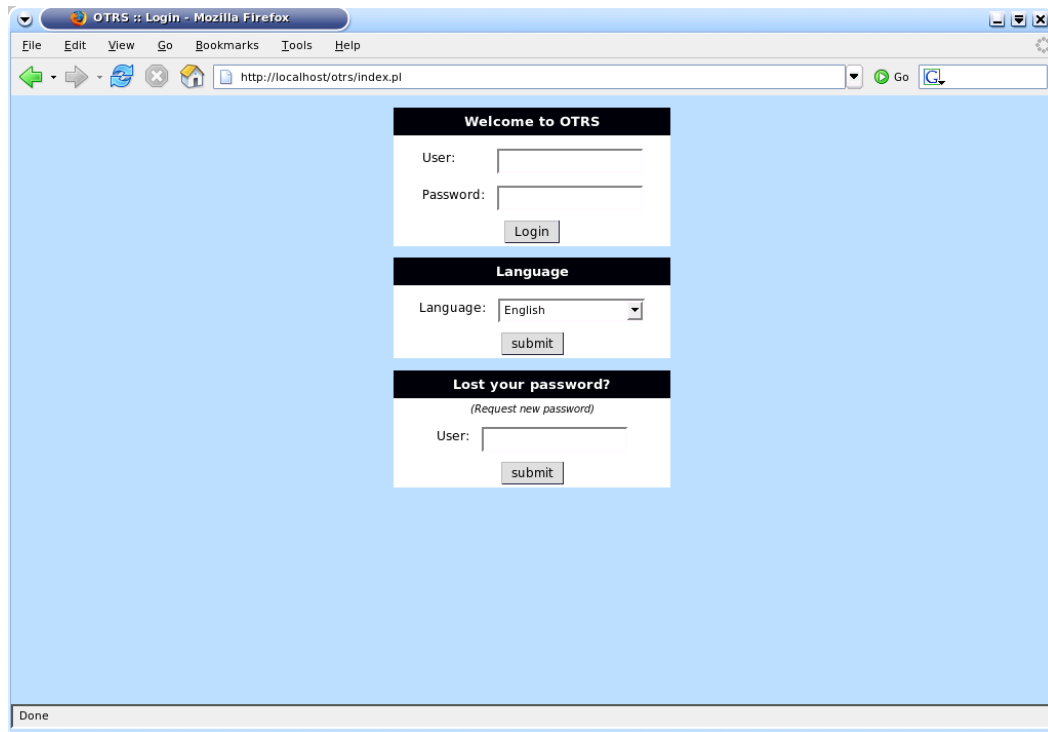 OTRS :: Login - Mozilla Firefox
File Edit View Go Bookmarks Tools Help
http://localhost/otrs/index.pl Go G
Welcome to OTRS
User:
Password:
Login
Language
Language: English
submit
Lost your password?
(Request new password)
User:
submit
Done